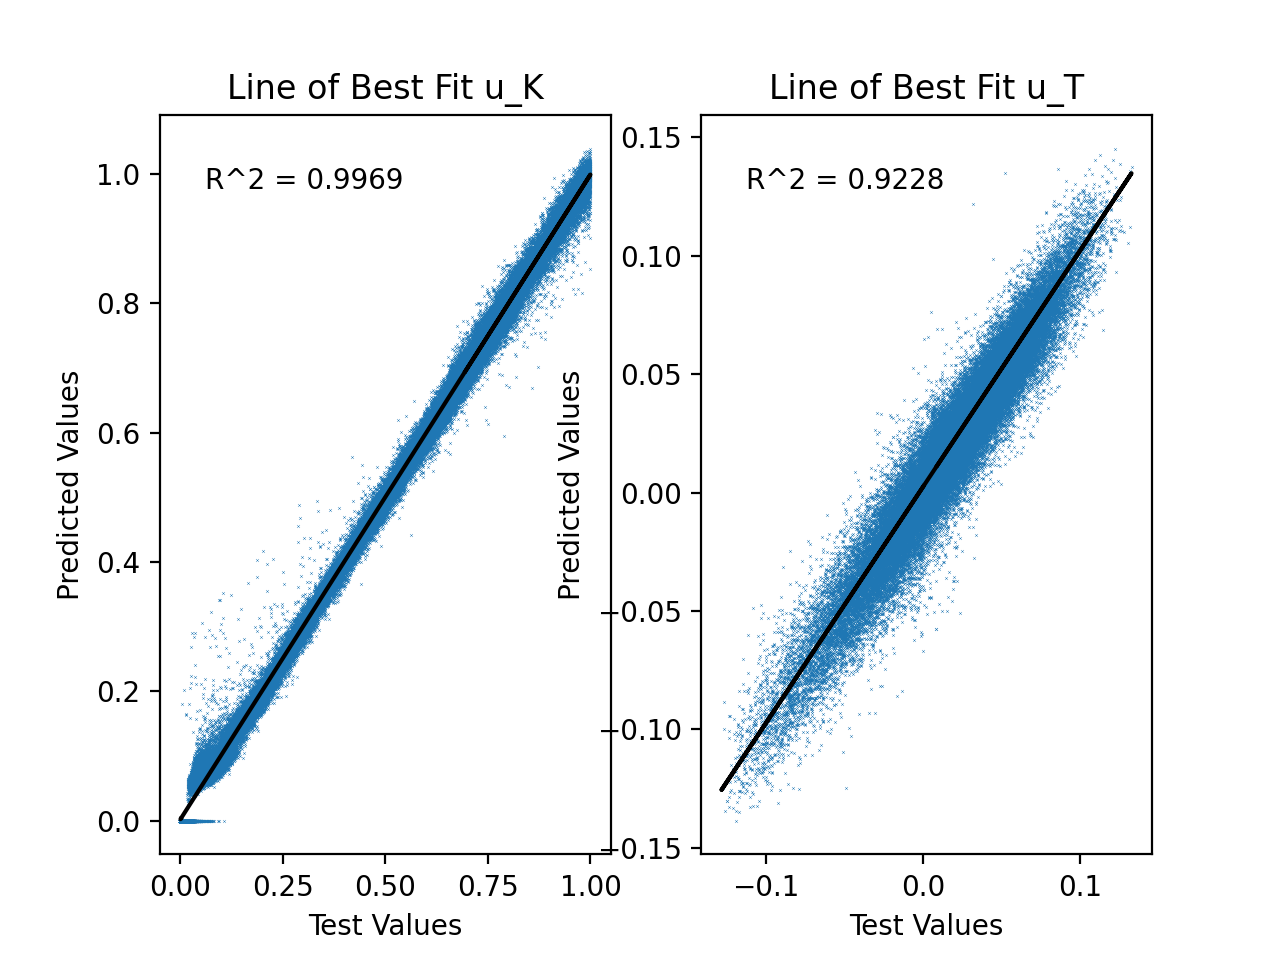 Line of Best Fit u_K
R^2 = 0.9969
1.0
0.8
0.6
0.4
0.2
0.0
Predicted Values
0.00 0.25 0.50 0.75 1.00
Test Values
Line of Best Fit u_T
R^2 = 0.9228
0.15
0.10
0.05
0.00
−0.05
−0.10
−0.15
Predicted Values
−0.1 0.0 0.1
Test Values